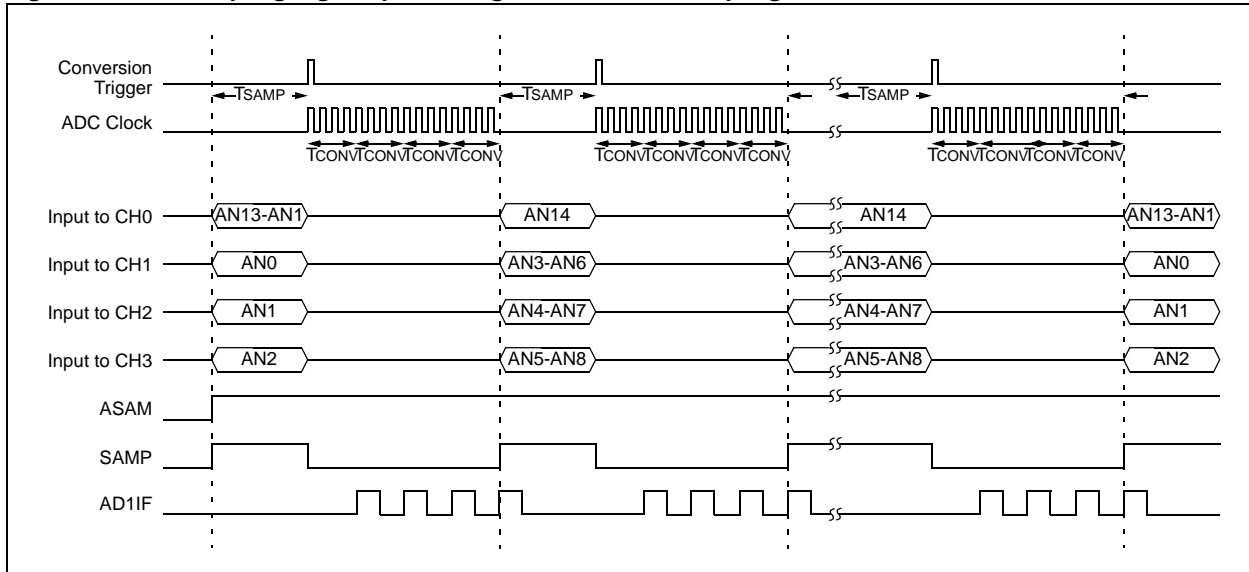 Conversion
Trigger
TSAMP TSAMP TSAMP
ADC Clock
TCONV TCONV TCONV TCONV TCONV TCONV TCONV TCONV TCONV TCONV TCONV TCONV
Input to CH0 AN13-AN1 AN14 AN14 AN13-AN1
Input to CH1 AN0 AN3-AN6 AN3-AN6 AN0
Input to CH2 AN1 AN4-AN7 AN4-AN7 AN1
Input to CH3 AN2 AN5-AN8 AN5-AN8 AN2
ASAM
SAMP
AD1IF